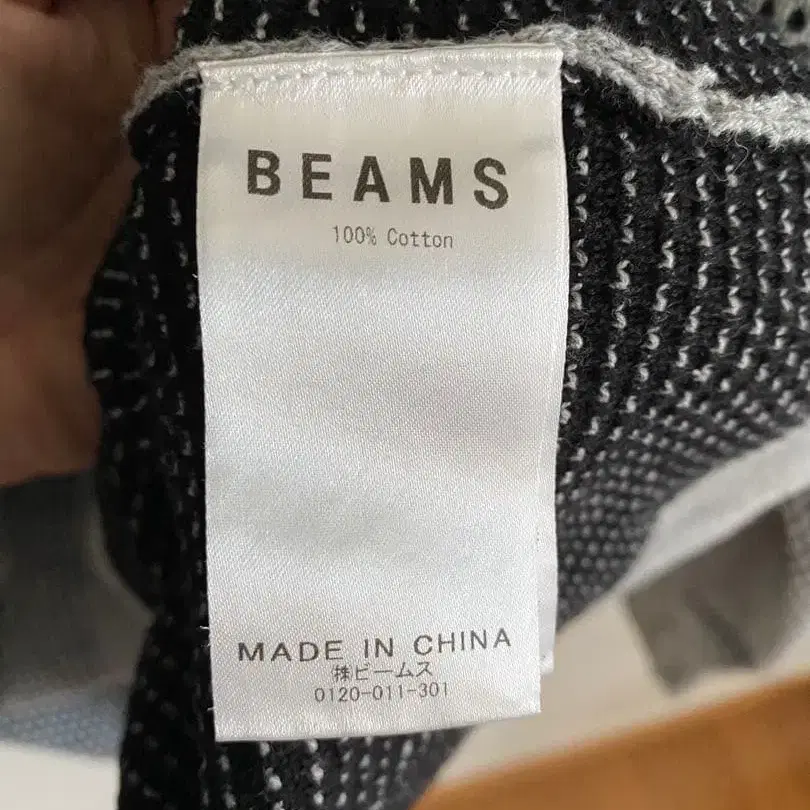 BEAMS
100% Cotton
MADE IN CHINA
㈱ビームス
0120-011-301